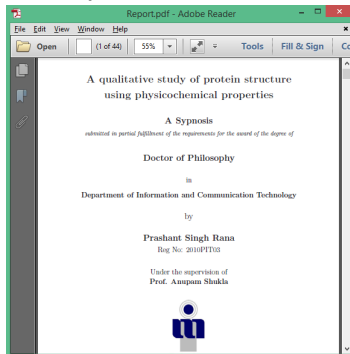 Report.pdf - Adobe Reader
File Edit View Window Help
Open (1 of 44) 55% Tools Fill & Sign Co
A qualitative study of protein structure
using physicochemical properties
A Sypnosis
submitted in partial fulfillment of the requirements for the award of the degree of
Doctor of Philosophy
in
Department of Information and Communication Technology
by
Prashant Singh Rana
Reg No: 2010PIT03
Under the supervision of
Prof. Anupam Shukla